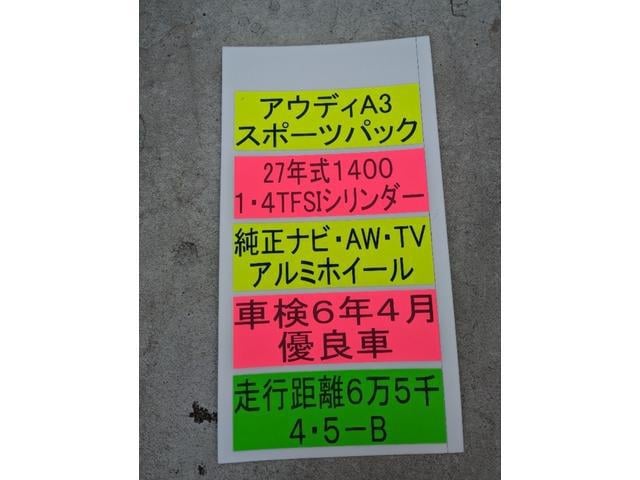 アウディA3
スポーツパック
27年式1400
1・4TFSIシリンダー
純正ナビ・AW・TV
アルミホイール
車検6年4月
優良車
走行距離6万5千
4・5ーB